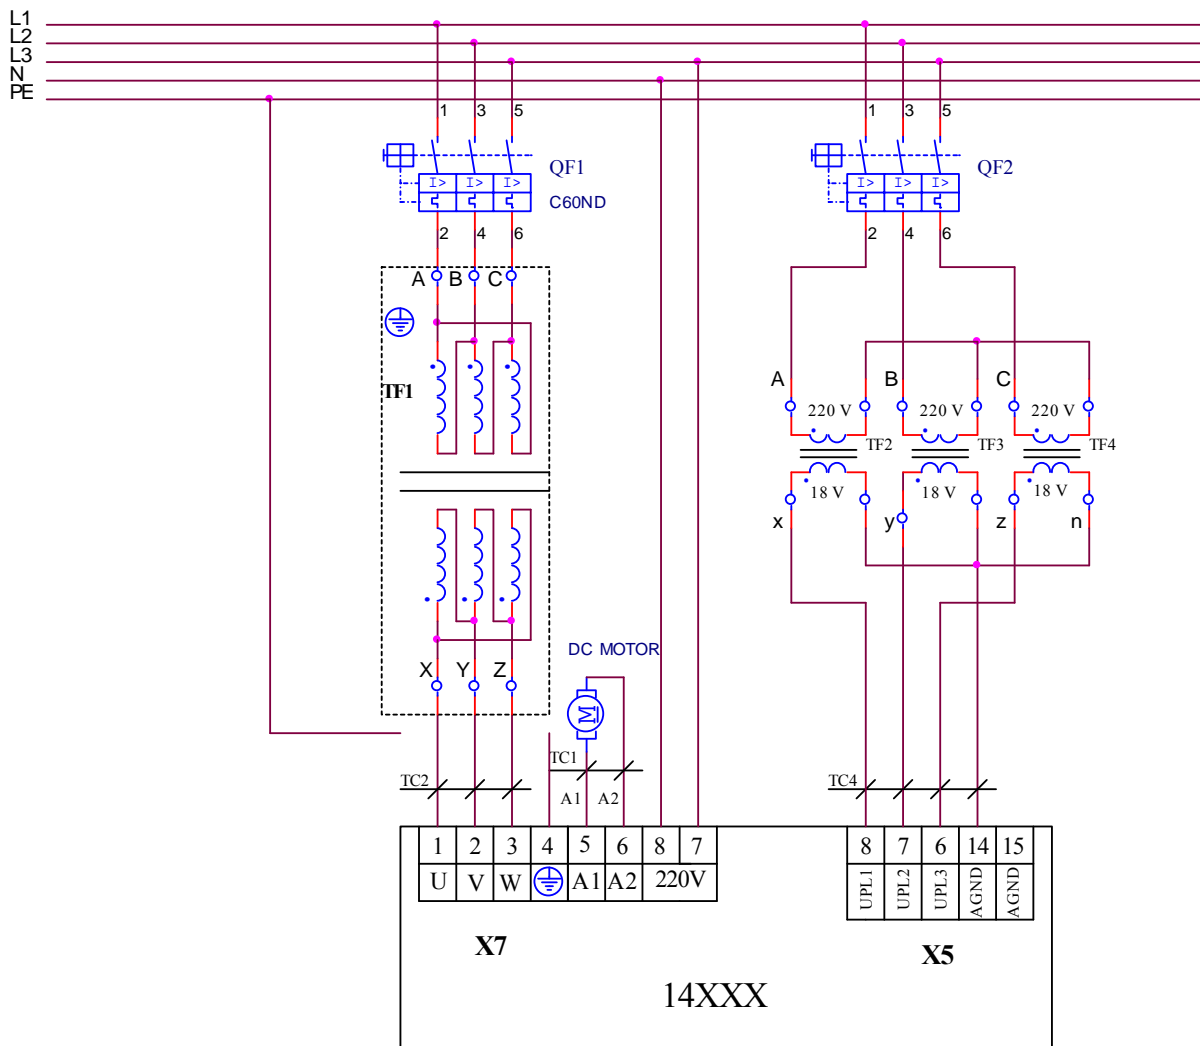 L1
L2
L3
N
PE
1 3 5 1 3 5
QF1 QF2
I> I> I> I> I> I>
C60ND
2 4 6 2 4 6
A B C
A B C
TF1
220 V 220 V 220 V
TF2 TF3 TF4
18 V 18 V 18 V
x y z n
DC MOTOR
X Y Z
M
TC1
TC2 TC4
A1 A2
1 2 3 4 5 6 8 7 8 7 6 14 15
U V W A1 A2 220V UPL1 UPL2 UPL3 AGND AGND
X7 X5
14XXX